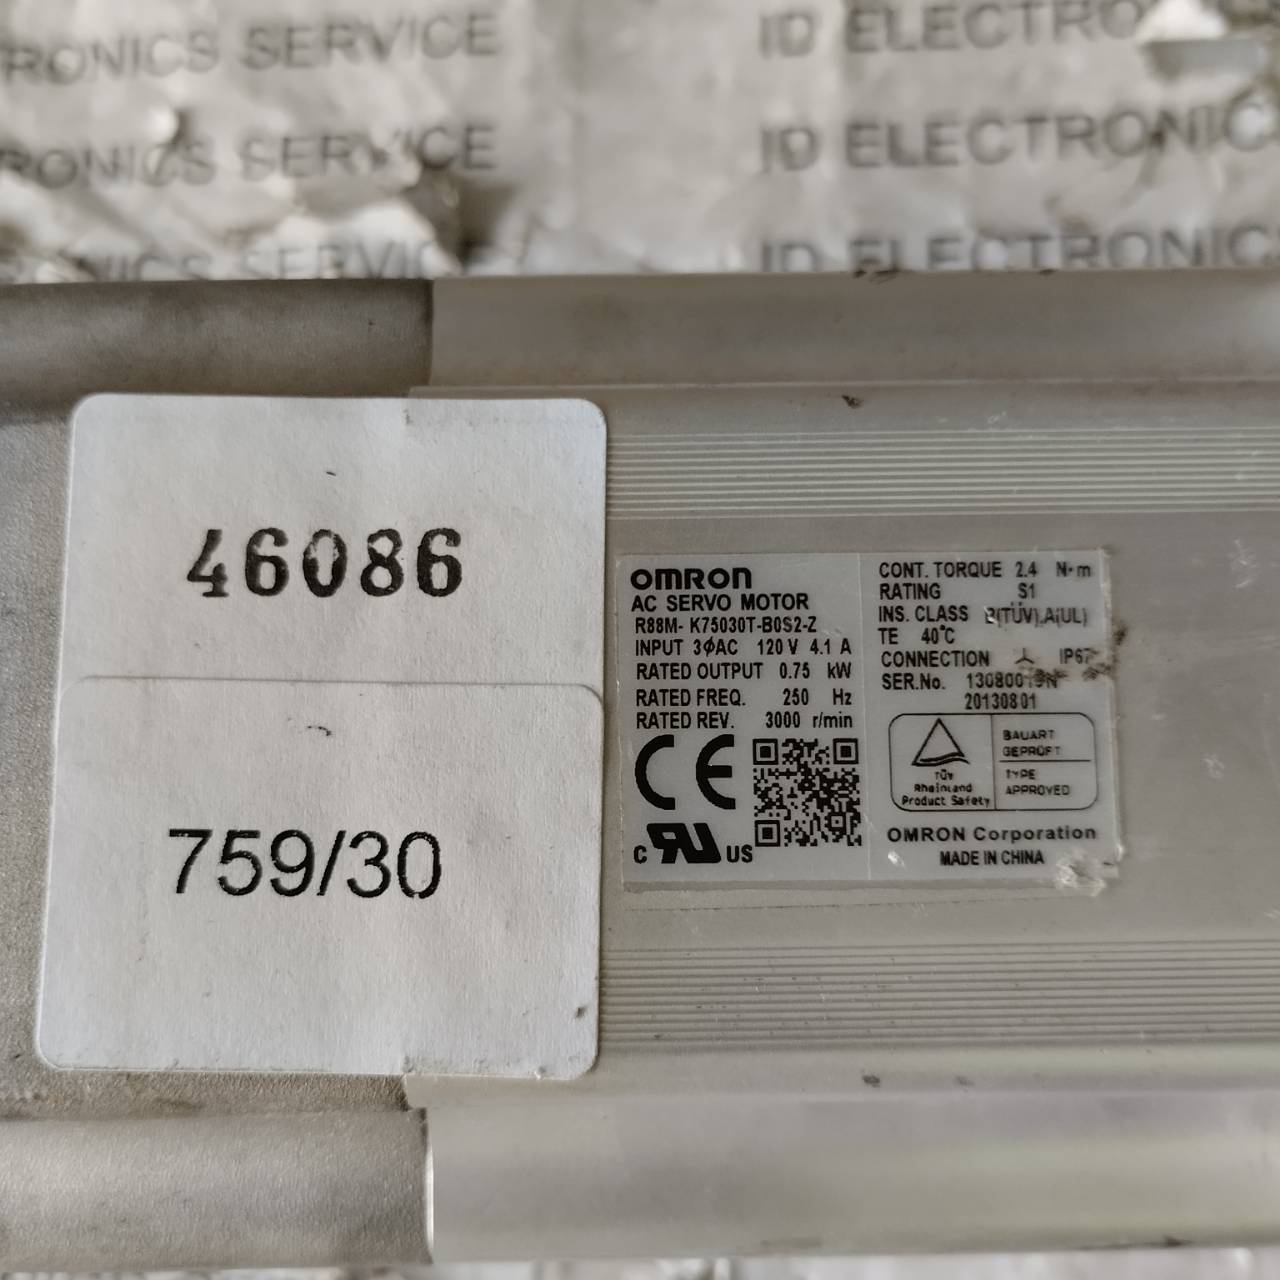 RONICS SERVICE
ID ELECTRO
RONICS SERVICE
ID ELECTRONIC
ID ELECTRONICS
46086
759/30
OMRON
AC SERVO MOTOR
R88M- K75030T-B0S2-Z
INPUT 3ϕAC 120 V 4.1 A
RATED OUTPUT 0.75 kW
RATED FREQ. 250 Hz
RATED REV. 3000 r/min
CE
C RU US
CONT. TORQUE 2.4 N·m
RATING S1
INS. CLASS B(TÜV),A(UL)
TE 40°C
CONNECTION IP67
SER.No.
20130801
TÜV
Rheinland
Product Safety
BAUART
GEPRÜFT
TYPE
APPROVED
OMRON Corporation
MADE IN CHINA